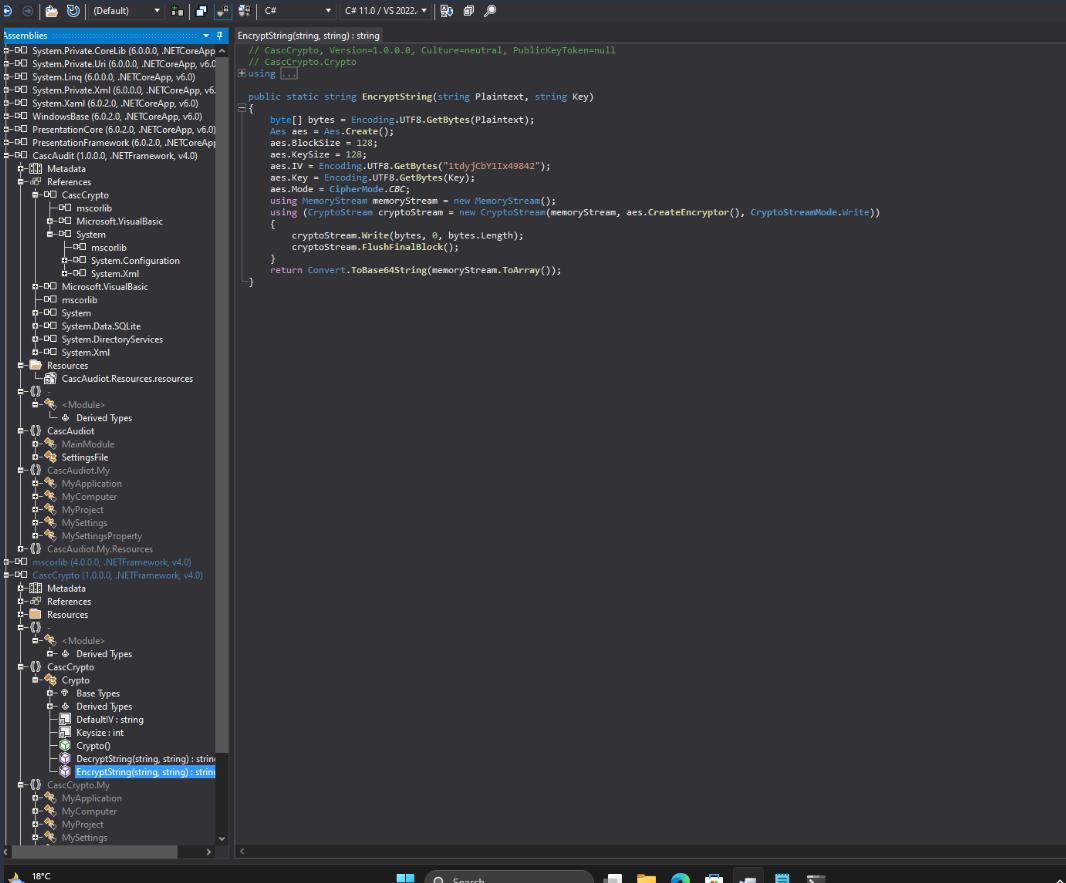 (Default)
C#
C# 11.0 / VS 2022.
Assemblies
System.Private.CoreLib (6.0.0.0, .NETCoreApp
System.Private.Uri (6.0.0.0, .NETCoreApp, v6.0
System.Linq (6.0.0.0, .NETCoreApp, v6.0)
System.Private.Xml (6.0.0.0, .NETCoreApp, v6.
System.Xaml (6.0.2.0, .NETCoreApp, v6.0)
WindowsBase (6.0.2.0, .NETCoreApp, v6.0)
PresentationCore (6.0.2.0, .NETCoreApp, v6.0)
PresentationFramework (6.0.2.0, .NETCoreApp
CascAudit (1.0.0.0, .NETFramework, v4.0)
Metadata
References
CascCrypto
mscorlib
Microsoft.VisualBasic
System
mscorlib
System.Configuration
System.Xml
Microsoft.VisualBasic
mscorlib
System
System.Data.SQLite
System.DirectoryServices
System.Xml
Resources
CascAudiot.Resources.resources
{} -
<Module>
Derived Types
{} CascAudiot
MainModule
SettingsFile
{} CascAudiot.My
MyApplication
MyComputer
MyProject
MySettings
MySettingsProperty
{} CascAudiot.My.Resources
mscorlib (4.0.0.0, .NETFramework, v4.0)
CascCrypto (1.0.0.0, .NETFramework, v4.0)
Metadata
References
Resources
{} -
<Module>
Derived Types
{} CascCrypto
Crypto
Base Types
Derived Types
DefaultIV : string
Keysize : int
Crypto()
DecryptString(string, string) : strin
EncryptString(string, string) : strin
{} CascCrypto.My
MyApplication
MyComputer
MyProject
MySettings
EncryptString(string, string) : string
// CascCrypto, Version=1.0.0.0, Culture=neutral, PublicKeyToken=null
// CascCrypto.Crypto
using ...
public static string EncryptString(string Plaintext, string Key)
{
byte[] bytes = Encoding.UTF8.GetBytes(Plaintext);
Aes aes = Aes.Create();
aes.BlockSize = 128;
aes.KeySize = 128;
aes.IV = Encoding.UTF8.GetBytes("1tdyjCbY1Ix49842");
aes.Key = Encoding.UTF8.GetBytes(Key);
aes.Mode = CipherMode.CBC;
using MemoryStream memoryStream = new MemoryStream();
using (CryptoStream cryptoStream = new CryptoStream(memoryStream, aes.CreateEncryptor(), CryptoStreamMode.Write))
{
cryptoStream.Write(bytes, 0, bytes.Length);
cryptoStream.FlushFinalBlock();
}
return Convert.ToBase64String(memoryStream.ToArray());
}
18°C
Search